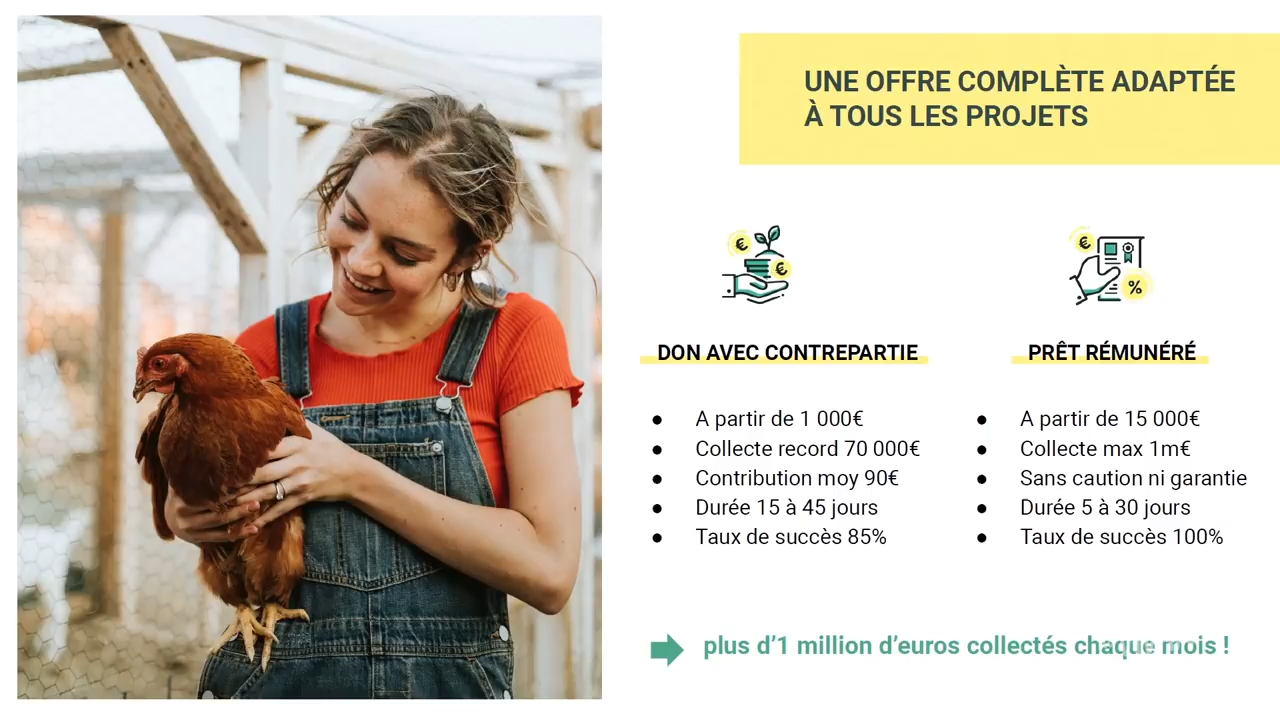 UNE OFFRE COMPLÈTE ADAPTÉE
À TOUS LES PROJETS
€
€
€
%
DON AVEC CONTREPARTIE
● A partir de 1 000€
● Collecte record 70 000€
● Contribution moy 90€
● Durée 15 à 45 jours
● Taux de succès 85%
PRÊT RÉMUNÉRÉ
● A partir de 15 000€
● Collecte max 1m€
● Sans caution ni garantie
● Durée 5 à 30 jours
● Taux de succès 100%
plus d’1 million d’euros collectés chaque mois !